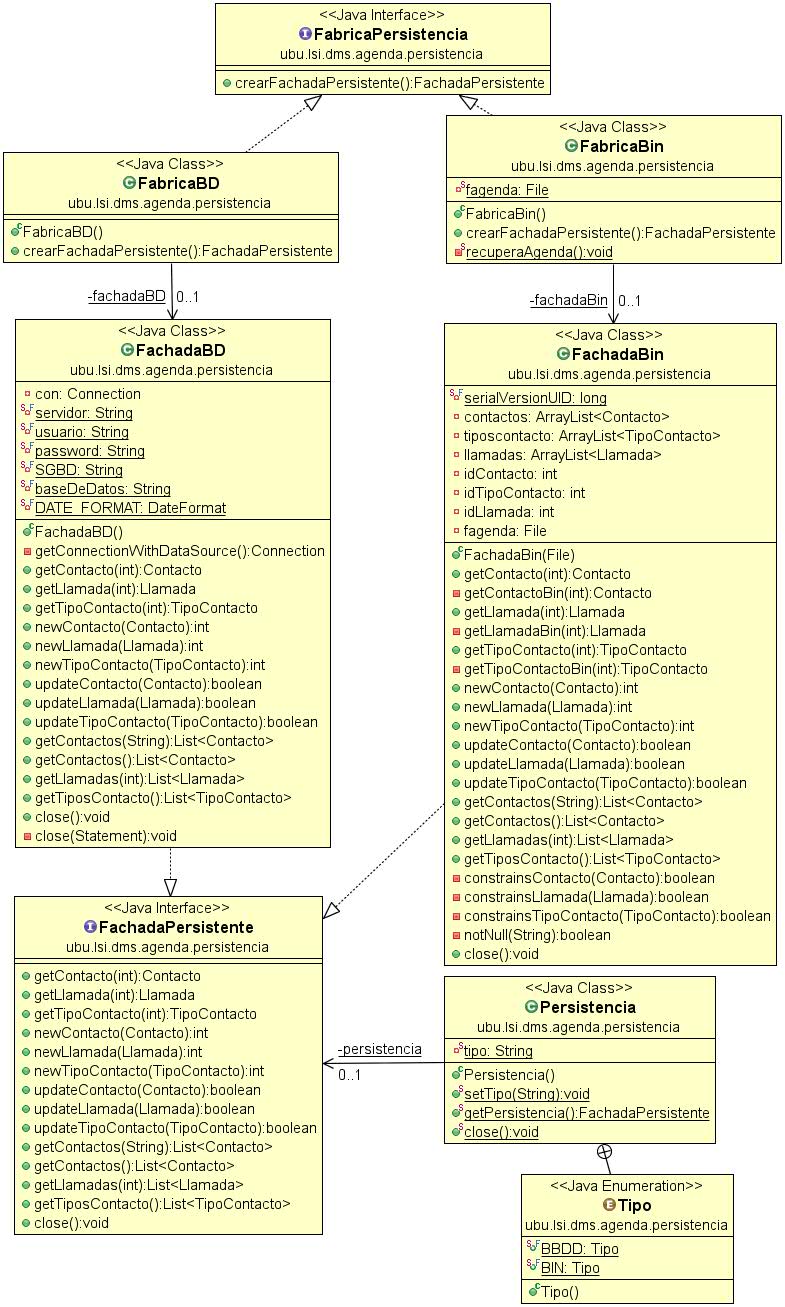 <<Java Interface>>
FabricaPersistencia
ubu.lsi.dms.agenda.persistencia
crearFachadaPersistente():FachadaPersistente
<<Java Class>>
FabricaBD
ubu.lsi.dms.agenda.persistencia
FabricaBD()
crearFachadaPersistente():FachadaPersistente
<<Java Class>>
FabricaBin
ubu.lsi.dms.agenda.persistencia
fagenda: File
FabricaBin()
crearFachadaPersistente():FachadaPersistente
recuperaAgenda():void
-fachadaBD 0..1
-fachadaBin 0..1
<<Java Class>>
FachadaBD
ubu.lsi.dms.agenda.persistencia
con: Connection
servidor: String
usuario: String
password: String
SGBD: String
baseDeDatos: String
DATE_FORMAT: DateFormat
FachadaBD()
getConnectionWithDataSource():Connection
getContacto(int):Contacto
getLlamada(int):Llamada
getTipoContacto(int):TipoContacto
newContacto(Contacto):int
newLlamada(Llamada):int
newTipoContacto(TipoContacto):int
updateContacto(Contacto):boolean
updateLlamada(Llamada):boolean
updateTipoContacto(TipoContacto):boolean
getContactos(String):List<Contacto>
getContactos():List<Contacto>
getLlamadas(int):List<Llamada>
getTiposContacto():List<TipoContacto>
close():void
close(Statement):void
<<Java Class>>
FachadaBin
ubu.lsi.dms.agenda.persistencia
serialVersionUID: long
contactos: ArrayList<Contacto>
tiposcontacto: ArrayList<TipoContacto>
llamadas: ArrayList<Llamada>
idContacto: int
idTipoContacto: int
idLlamada: int
fagenda: File
FachadaBin(File)
getContacto(int):Contacto
getContactoBin(int):Contacto
getLlamada(int):Llamada
getLlamadaBin(int):Llamada
getTipoContacto(int):TipoContacto
getTipoContactoBin(int):TipoContacto
newContacto(Contacto):int
newLlamada(Llamada):int
newTipoContacto(TipoContacto):int
updateContacto(Contacto):boolean
updateLlamada(Llamada):boolean
updateTipoContacto(TipoContacto):boolean
getContactos(String):List<Contacto>
getContactos():List<Contacto>
getLlamadas(int):List<Llamada>
getTiposContacto():List<TipoContacto>
constrainsContacto(Contacto):boolean
constrainsLlamada(Llamada):boolean
constrainsTipoContacto(TipoContacto):boolean
notNull(String):boolean
close():void
<<Java Interface>>
FachadaPersistente
ubu.lsi.dms.agenda.persistencia
getContacto(int):Contacto
getLlamada(int):Llamada
getTipoContacto(int):TipoContacto
newContacto(Contacto):int
newLlamada(Llamada):int
newTipoContacto(TipoContacto):int
updateContacto(Contacto):boolean
updateLlamada(Llamada):boolean
updateTipoContacto(TipoContacto):boolean
getContactos(String):List<Contacto>
getContactos():List<Contacto>
getLlamadas(int):List<Llamada>
getTiposContacto():List<TipoContacto>
close():void
-persistencia
0..1
<<Java Class>>
Persistencia
ubu.lsi.dms.agenda.persistencia
tipo: String
Persistencia()
setTipo(String):void
getPersistencia():FachadaPersistente
close():void
<<Java Enumeration>>
Tipo
ubu.lsi.dms.agenda.persistencia
BBDD: Tipo
BIN: Tipo
Tipo()